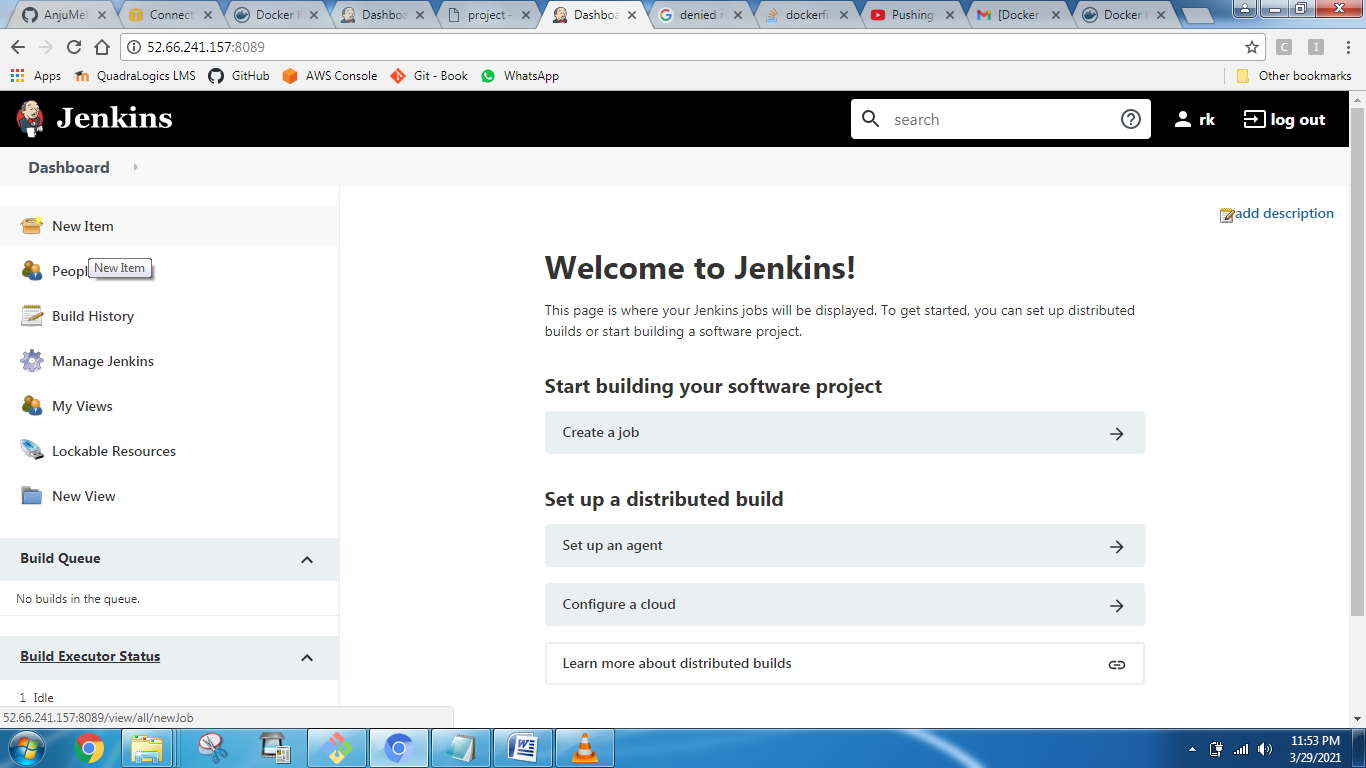 AnjuMel
Connect
Docker H
Dashboa
project -
Dashboa
denied r
dockerfil
Pushing
[Docker
Docker
52.66.241.157:8089
C
I
Apps
QuadraLogics LMS
GitHub
AWS Console
Git - Book
WhatsApp
Other bookmarks
Jenkins
search
rk
log out
Dashboard
New Item
Peopl
New Item
Build History
Manage Jenkins
My Views
Lockable Resources
New View
Build Queue
No builds in the queue.
Build Executor Status
1 Idle
52.66.241.157:8089/view/all/newJob
add description
Welcome to Jenkins!
This page is where your Jenkins jobs will be displayed. To get started, you can set up distributed
builds or start building a software project.
Start building your software project
Create a job
Set up a distributed build
Set up an agent
Configure a cloud
Learn more about distributed builds
11:53 PM
3/29/2021